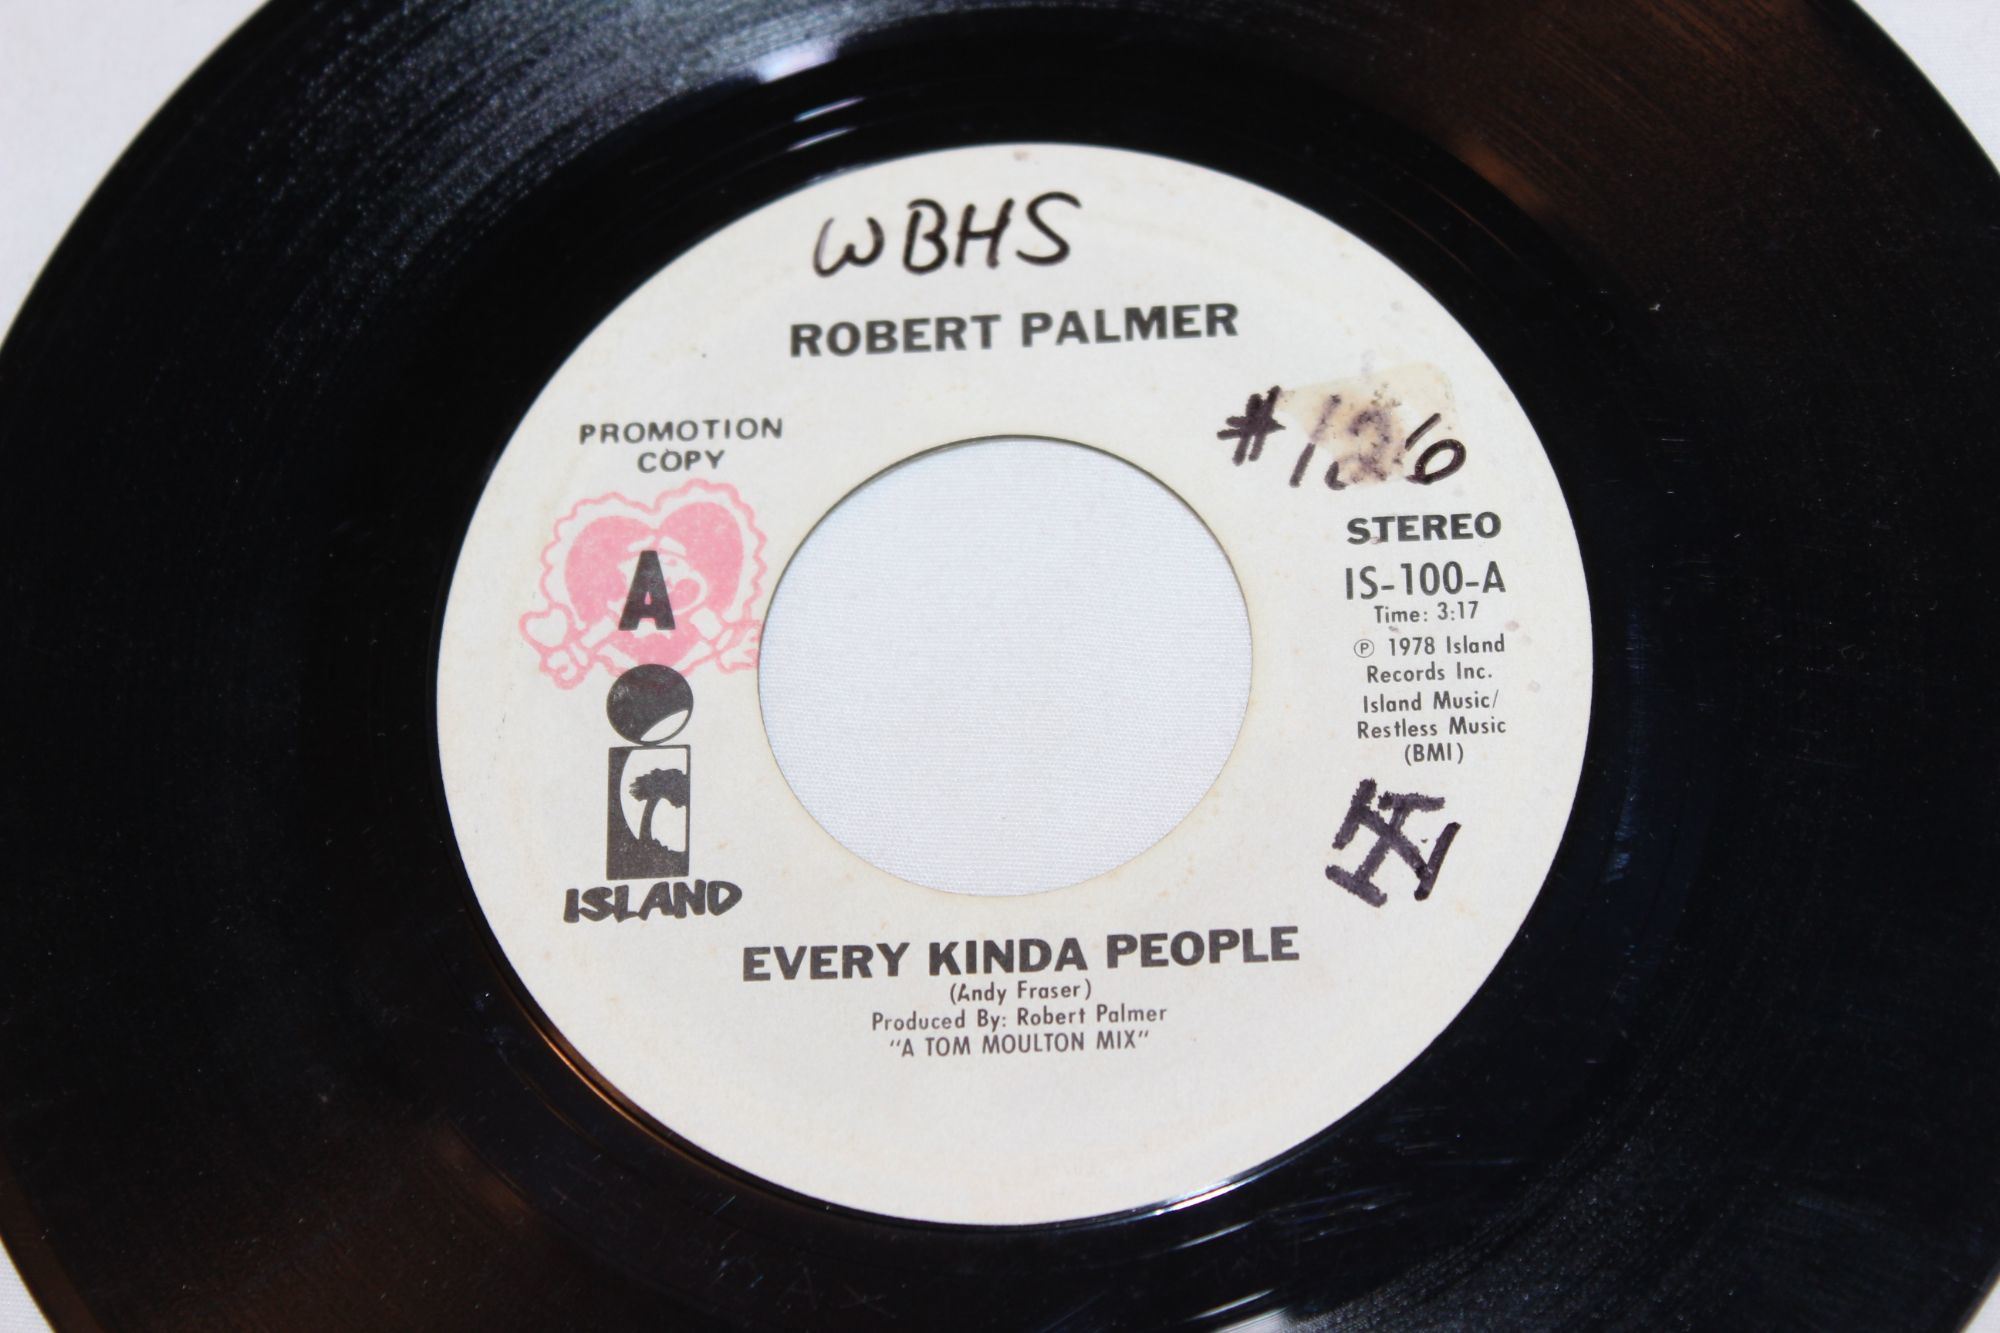 WBHS
ROBERT PALMER
PROMOTION
COPY
A
ISLAND
#126
STEREO
IS-100-A
Time: 3:17
℗ 1978 Island
Records Inc.
Island Music/
Restless Music
(BMI)
EVERY KINDA PEOPLE
(Andy Fraser)
Produced By: Robert Palmer
"A TOM MOULTON MIX"